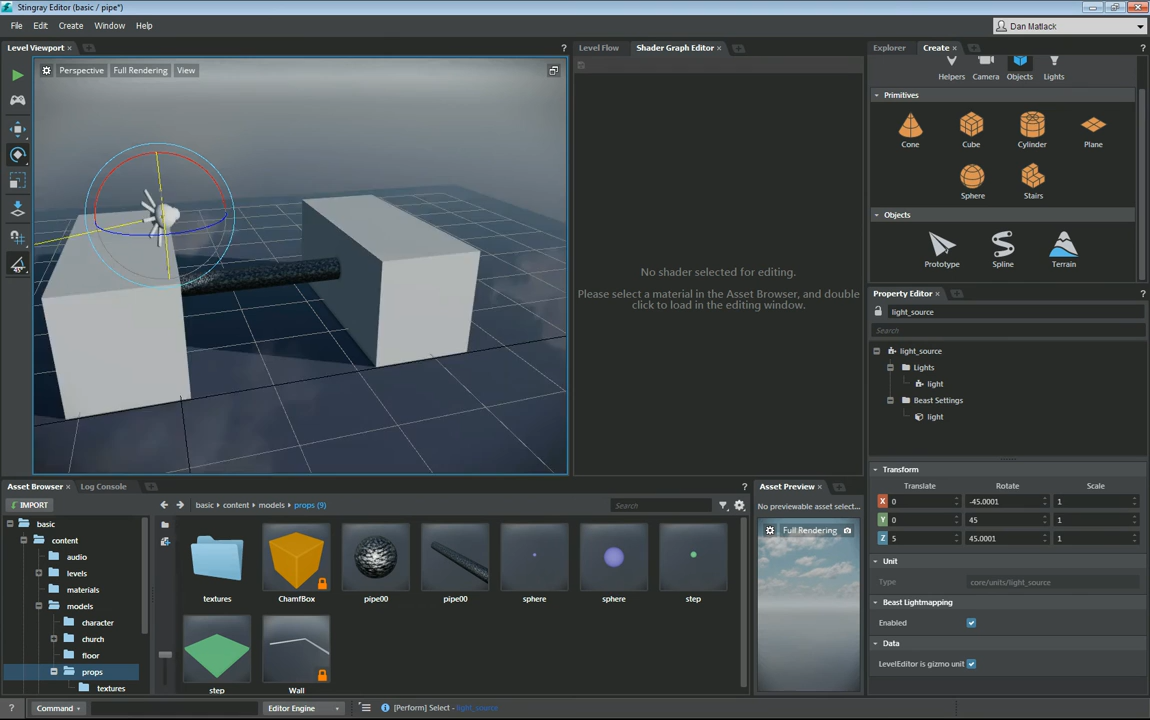 Stingray Editor (basic / pipe*)
File Edit Create Window Help
Dan Matlack
Level Viewport × ?
Level Flow Shader Graph Editor ×
Explorer Create × ?
Perspective Full Rendering View
Helpers Camera Objects Lights
Primitives
Cone Cube Cylinder Plane
Sphere Stairs
Objects
Prototype Spline Terrain
No shader selected for editing.
Please select a material in the Asset Browser, and double
click to load in the editing window.
Property Editor × ?
light_source
Search
light_source
Lights
light
Beast Settings
light
Transform
Translate Rotate Scale
X 0 -45.0001 1
Y 0 45 1
Z 5 45.0001 1
Unit
Type core/units/light_source
Beast Lightmapping
Enabled
Data
LevelEditor is gizmo unit
Asset Browser × Log Console ?
IMPORT
basic content models props (9)
Search
basic
content
audio
levels
materials
models
character
church
floor
props
textures
textures ChamfBox pipe00 pipe00 sphere sphere step
step Wall
Asset Preview ×
No previewable asset select...
Full Rendering
? Command Editor Engine [Perform] Select - light_source